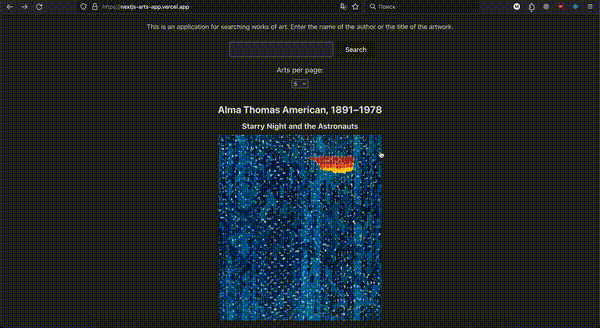 https://nextjs-arts-app.vercel.app
Поиск
This is an application for searching works of art. Enter the name of the author or the title of the artwork.
Search
Arts per page:
5
Alma Thomas American, 1891–1978
Starry Night and the Astronauts